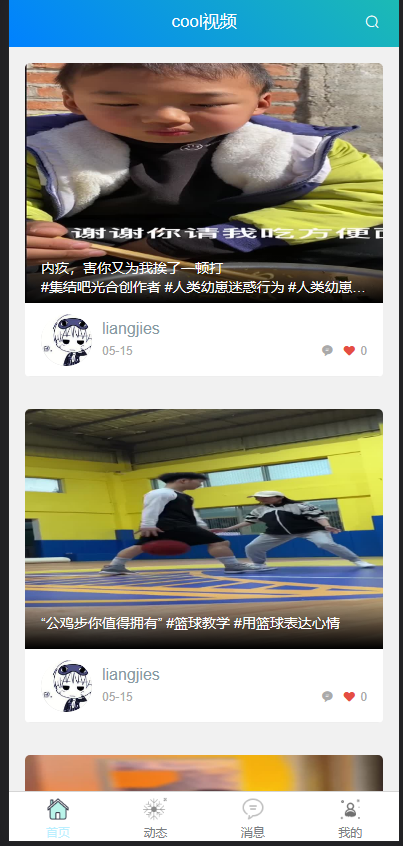 cool视频
谢谢你请我吃方便面
内疚，害你又为我挨了一顿打
#集结吧光合创作者 #人类幼崽迷惑行为 #人类幼崽...
liangjies
05-15
0
“公鸡步你值得拥有” #篮球教学 #用篮球表达心情
liangjies
05-15
0
首页
动态
消息
我的